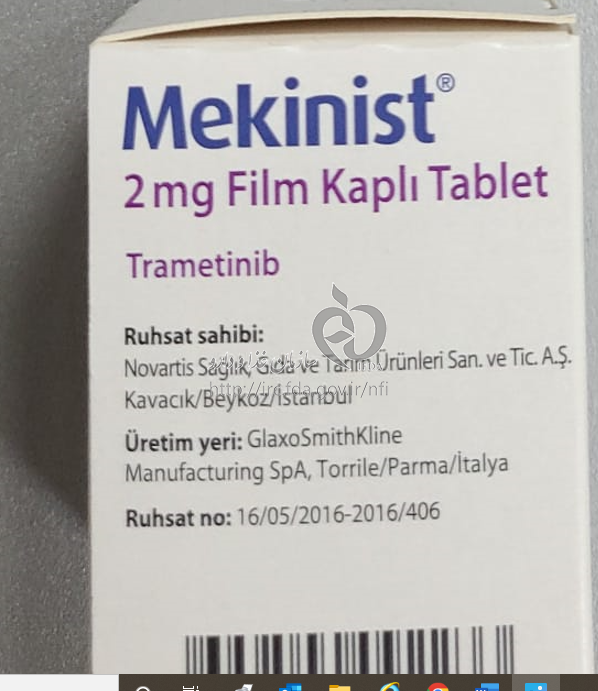 Mekinist®
2 mg Film Kaplı Tablet
Trametinib
Ruhsat sahibi:
Novartis Sağlık, Gıda ve Tarım Ürünleri San. ve Tic. A.Ş.
http://irc.fda.gov.ir/nfi
Kavacık/Beykoz/İstanbul
Üretim yeri: GlaxoSmithKline
Manufacturing SpA, Torrile/Parma/İtalya
Ruhsat no: 16/05/2016-2016/406